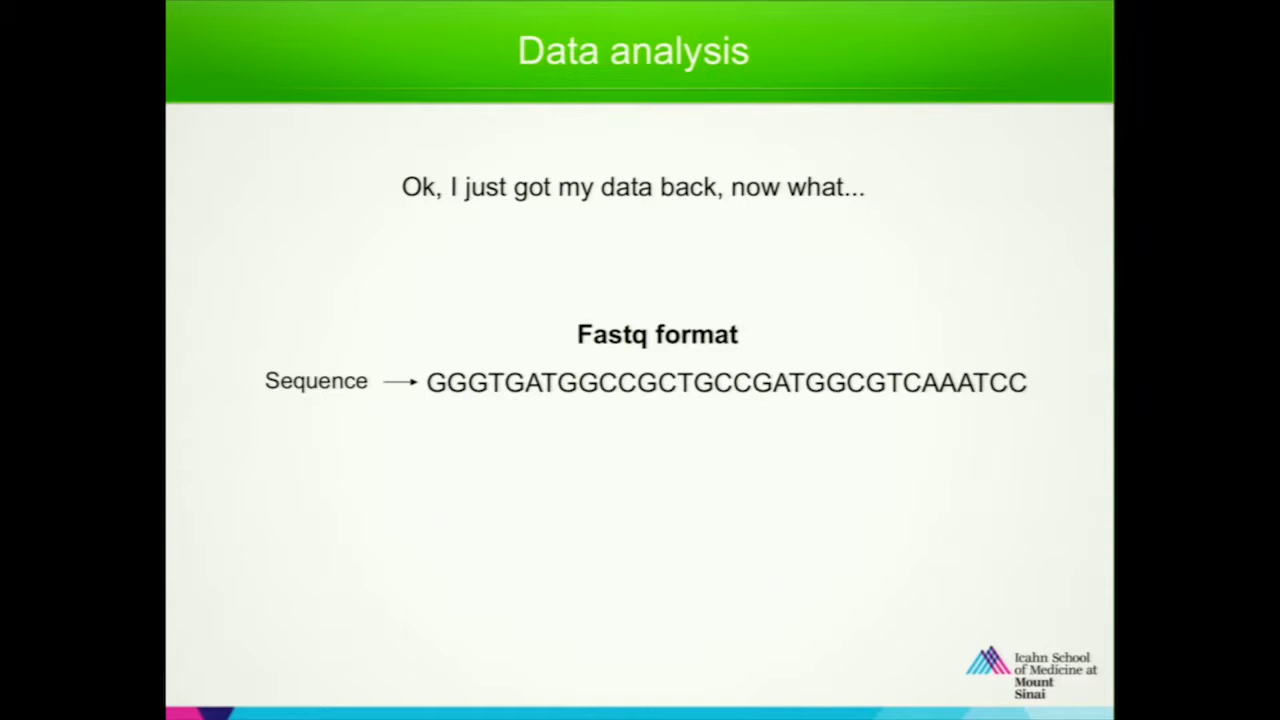 Data analysis
Ok, I just got my data back, now what...
Fastq format
Sequence
GGGTGATGGCCGCTGCCGATGGCGTCAAATCC
Icahn School
of Medicine at
Mount
Sinai